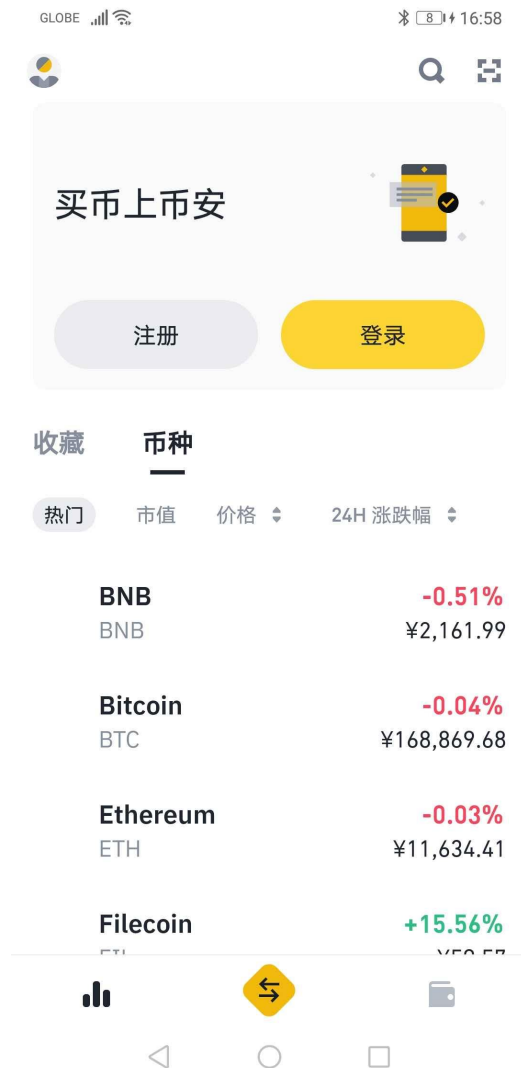 GLOBE 8 16:58
买币上币安
注册 登录
收藏 币种
热门 市值 价格 24H 涨跌幅
BNB -0.51%
BNB ¥2,161.99
Bitcoin -0.04%
BTC ¥168,869.68
Ethereum -0.03%
ETH ¥11,634.41
Filecoin +15.56%